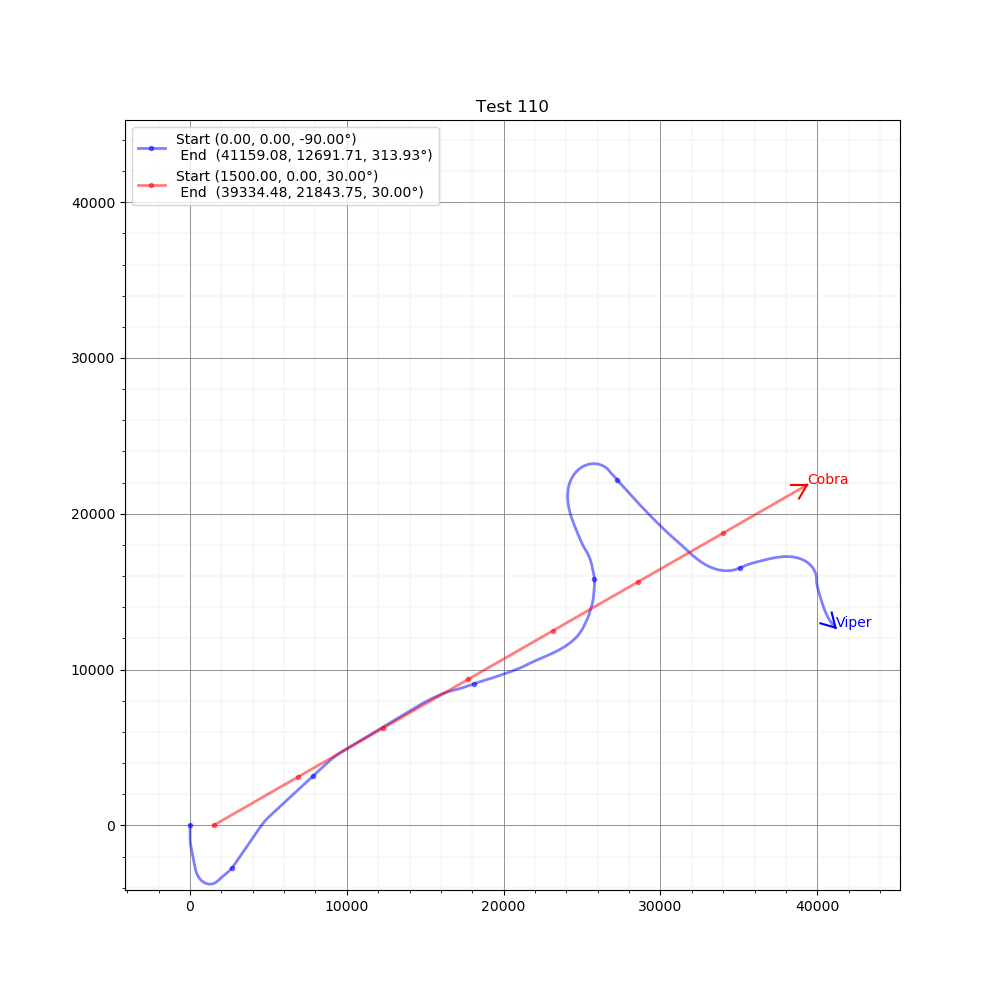 Test 110
Start (0.00, 0.00, -90.00°)
End  (41159.08, 12691.71, 313.93°)
Start (1500.00, 0.00, 30.00°)
End  (39334.48, 21843.75, 30.00°)
40000
30000
20000
10000
0
Cobra
Viper
0
10000
20000
30000
40000